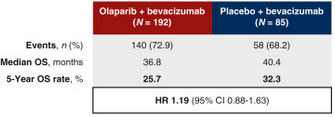 Olaparib + bevacizumab Placebo + bevacizumab
(N = 192) (N = 85)
Events, n (%) 140 (72.9) 58 (68.2)
Median OS, months 36.8 40.4
5-Year OS rate, % 25.7 32.3
HR 1.19 (95% CI 0.88-1.63)